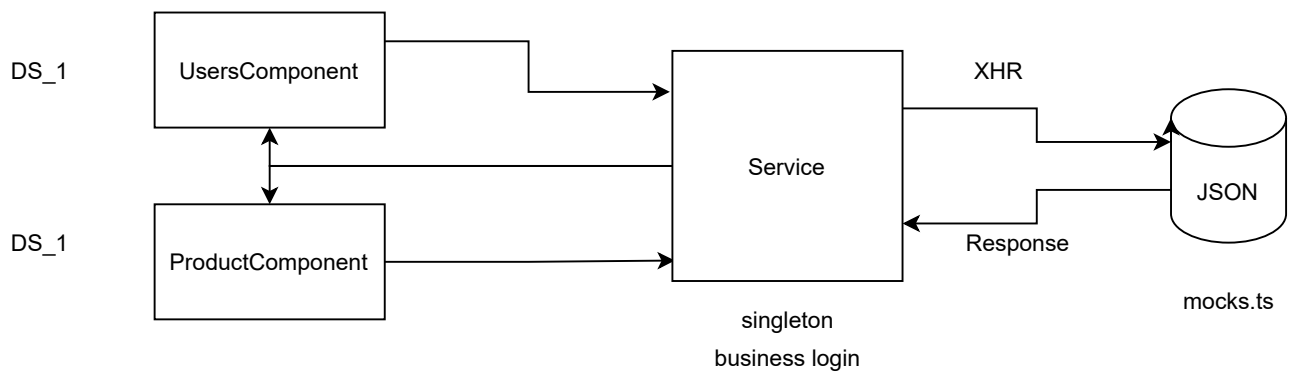 DS_1
UsersComponent
XHR
Service
JSON
DS_1
ProductComponent
Response
mocks.ts
singleton
business login